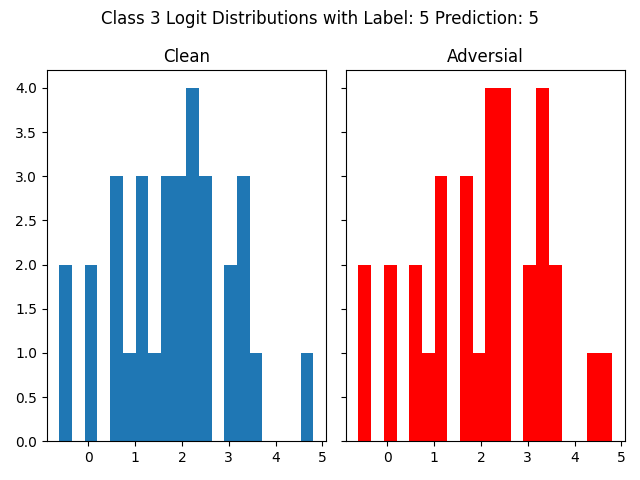 Class 3 Logit Distributions with Label: 5 Prediction: 5
Clean
Adversial
4.0
3.5
3.0
2.5
2.0
1.5
1.0
0.5
0.0
0 1 2 3 4 5
0 1 2 3 4 5